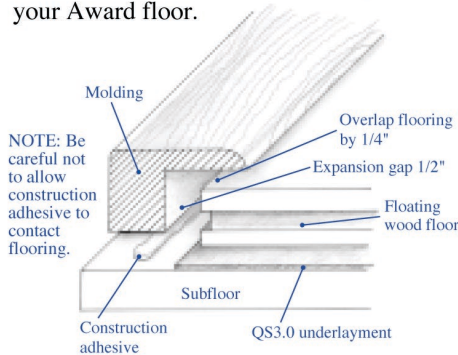 your Award floor.
Molding
NOTE: Be
careful not
to allow
construction
adhesive to
contact
flooring.
Overlap flooring
by 1/4"
Expansion gap 1/2"
Floating
wood floor
Subfloor
Construction
adhesive
QS3.0 underlayment